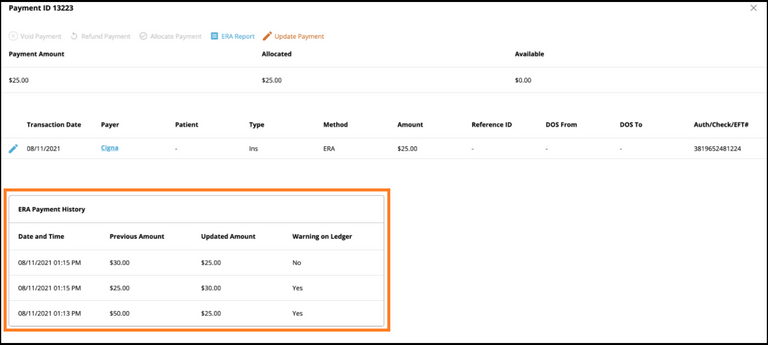 Payment ID 13223
Void Payment Refund Payment Allocate Payment ERA Report Update Payment
Payment Amount Allocated Available
$25.00 $25.00 $0.00
Transaction Date Payer Patient Type Method Amount Reference ID DOS From DOS To Auth/Check/EFT#
08/11/2021 Cigna - Ins ERA $25.00 - - - 3819652481224
ERA Payment History
Date and Time Previous Amount Updated Amount Warning on Ledger
08/11/2021 01:15 PM $30.00 $25.00 No
08/11/2021 01:15 PM $25.00 $30.00 Yes
08/11/2021 01:13 PM $50.00 $25.00 Yes